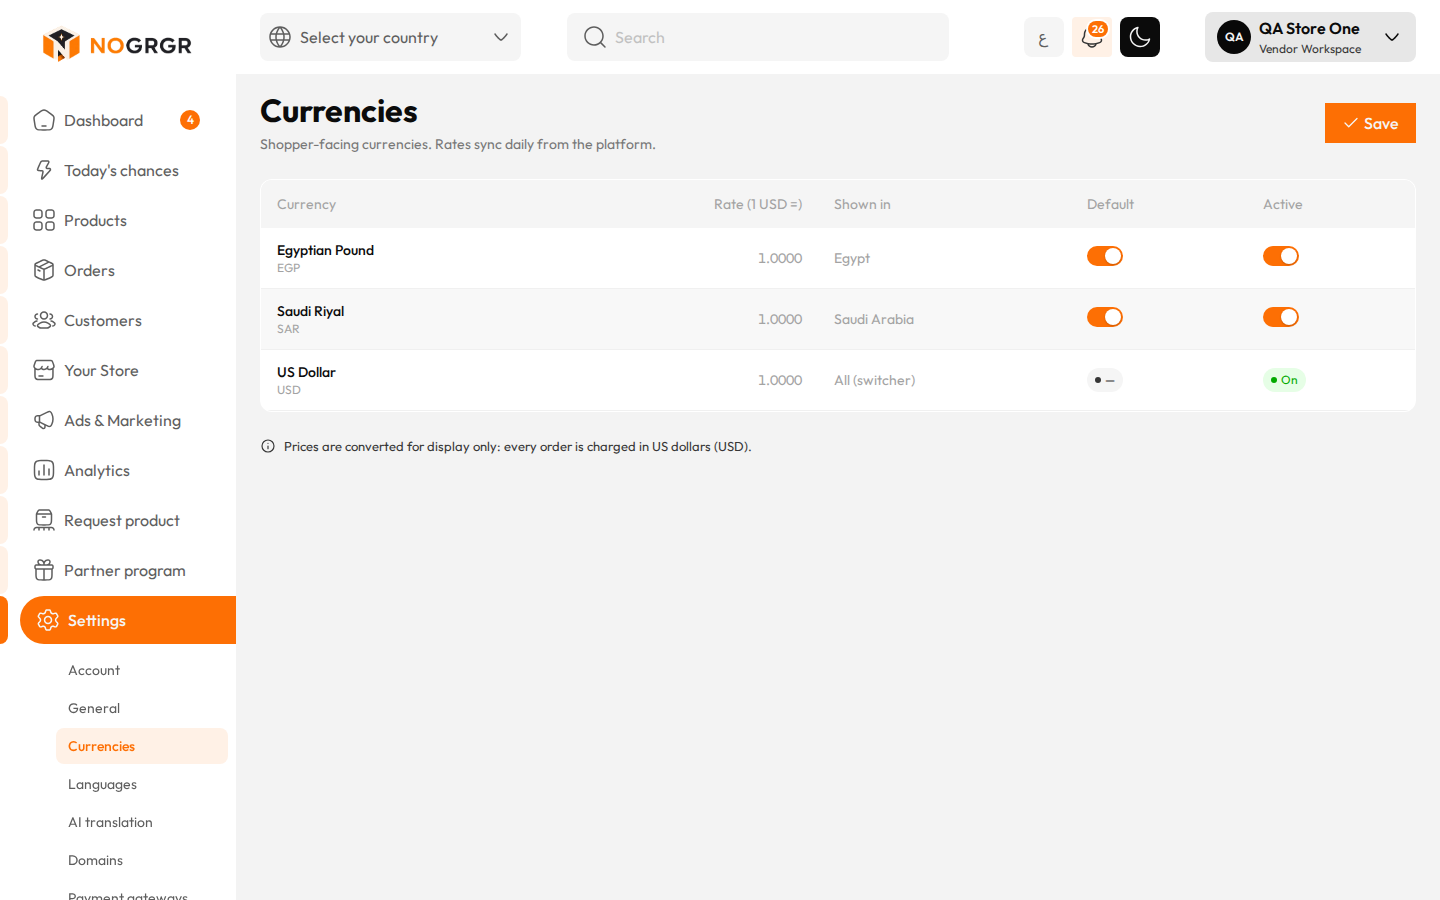 NOGRGR
Select your country
Search
ع
26
QA
QA Store One
Vendor Workspace
Dashboard
4
Today's chances
Products
Orders
Customers
Your Store
Ads & Marketing
Analytics
Request product
Partner program
Settings
Account
General
Currencies
Languages
AI translation
Domains
Payment gateways
Currencies
Shopper-facing currencies. Rates sync daily from the platform.
Save
Currency Rate (1 USD =) Shown in Default Active
Egyptian Pound
EGP
1.0000 Egypt
Saudi Riyal
SAR
1.0000 Saudi Arabia
US Dollar
USD
1.0000 All (switcher) — On
Prices are converted for display only: every order is charged in US dollars (USD).